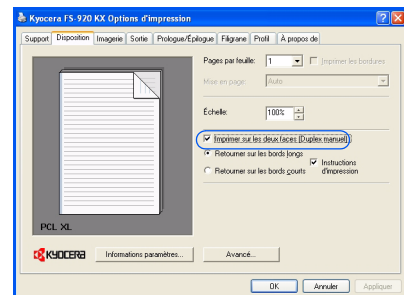 Kyocera FS-920 KX Options d'impression
Support Disposition Imagerie Sortie Prologue/Épilogue Filigrane Profil À propos de
Pages par feuille: 1 Imprimer les bordures
Mise en page: Auto
Échelle: 100%
Imprimer sur les deux faces (Duplex manuel)
Retourner sur les bords longs
Instructions d'impression
Retourner sur les bords courts
PCL XL
KYOCERA Informations paramètres... Avancé...
OK Annuler Appliquer